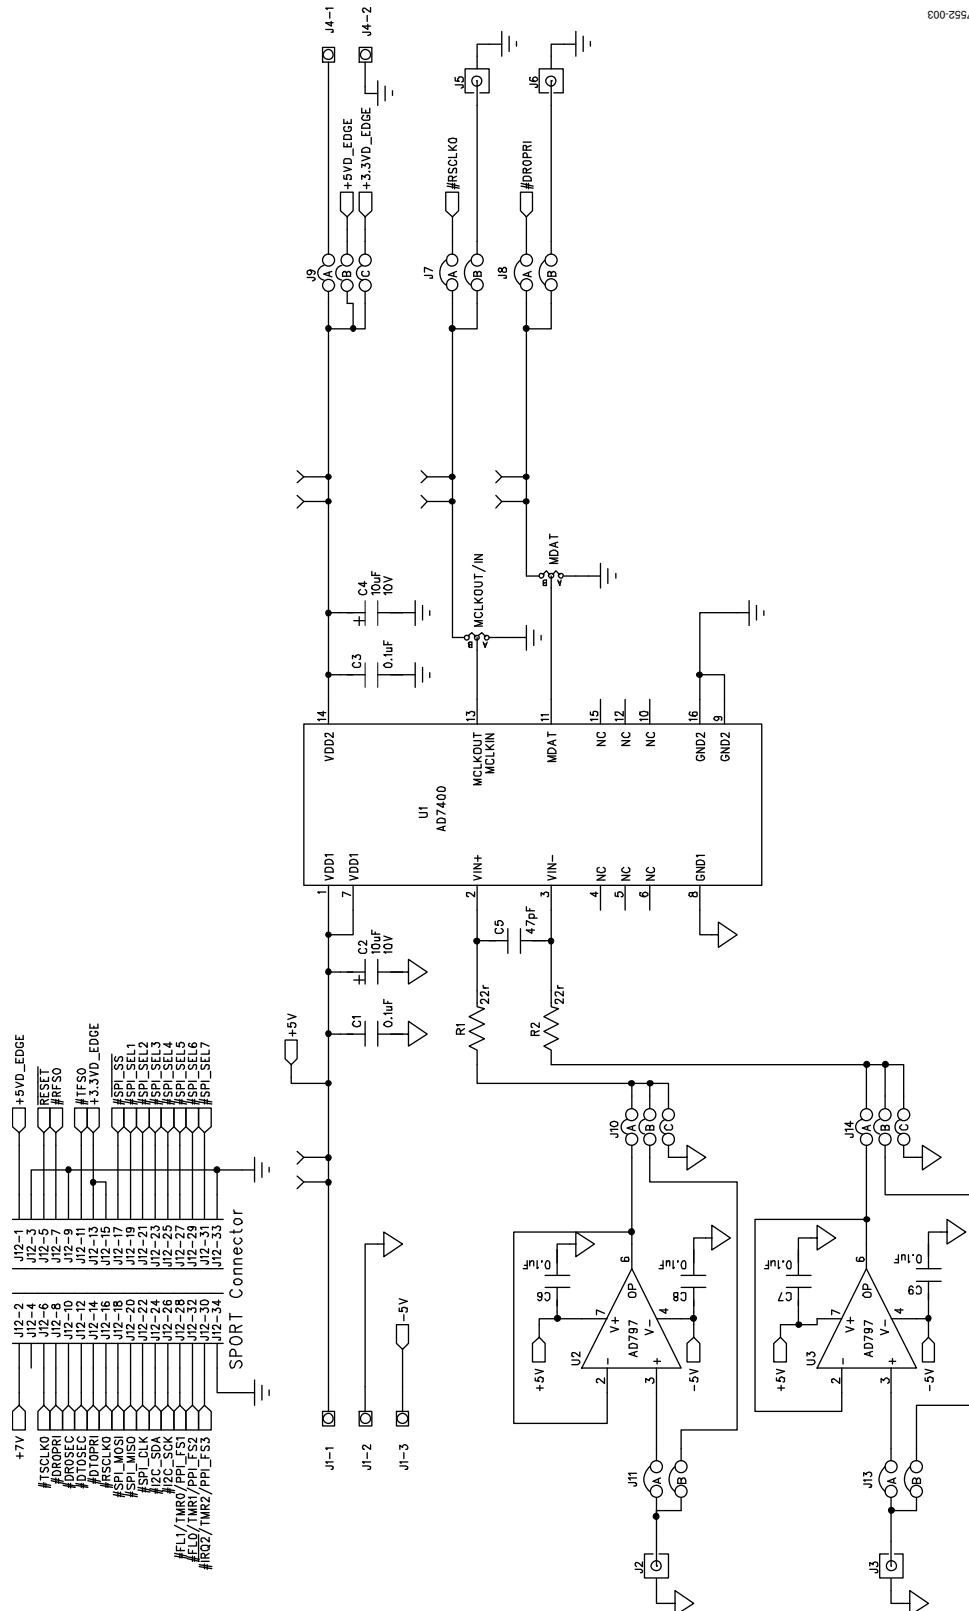 7552-003
J4-1
J4-2
J5
J6
+5VD_EDGE
+3.3VD_EDGE
#RSCLK0
#DR0PRI
J9
A
B
C
J7
A
B
J8
A
B
MCLKOUT/IN
B
A
MDAT
B
A
C4
10uF
10V
C3
0.1uF
14
13
11
15
12
10
16
9
VDD2
MCLKOUT
MCLKIN
MDAT
NC
NC
NC
GND2
GND2
U1
AD7400
VDD1
VDD1
VIN+
VIN-
NC
NC
NC
GND1
1
7
2
3
4
5
6
8
C5
47pF
C2
10uF
10V
C1
0.1uF
+5V
R1
22r
R2
22r
+5VD_EDGE
RESET
#RFS0
#TFS0
+3.3VD_EDGE
#SPI_SS
#SPI_SEL1
#SPI_SEL2
#SPI_SEL3
#SPI_SEL4
#SPI_SEL5
#SPI_SEL6
#SPI_SEL7
J12-1
J12-3
J12-5
J12-7
J12-9
J12-11
J12-13
J12-15
J12-17
J12-19
J12-21
J12-23
J12-25
J12-27
J12-29
J12-31
J12-33
SPORT Connector
J12-2
J12-4
J12-6
J12-8
J12-10
J12-12
J12-14
J12-16
J12-18
J12-20
J12-22
J12-24
J12-26
J12-28
J12-32
J12-30
J12-34
+7V
#TSCLK0
#DR0PRI
#DR0SEC
#DT0SEC
#DT0PRI
#RSCLK0
#SPI_MOSI
#SPI_MISO
#SPI_CLK
#I2C_SDA
#I2C_SCK
#FL1/TMR0/PPI_FS1
#FL0/TMR1/PPI_FS2
#IRQ2/TMR2/PPI_FS3
J1-1
J1-2
J1-3
-5V
J10
A
B
C
J14
A
B
C
C6
0.1uF
C8
0.1uF
+5V
U2
AD797
7
V+
OP
6
V-
4
2
-
3
+
-5V
C7
0.1uF
C9
0.1uF
+5V
U3
AD797
7
V+
OP
6
V-
4
2
-
3
+
-5V
J11
A
B
J13
A
B
J2
J3